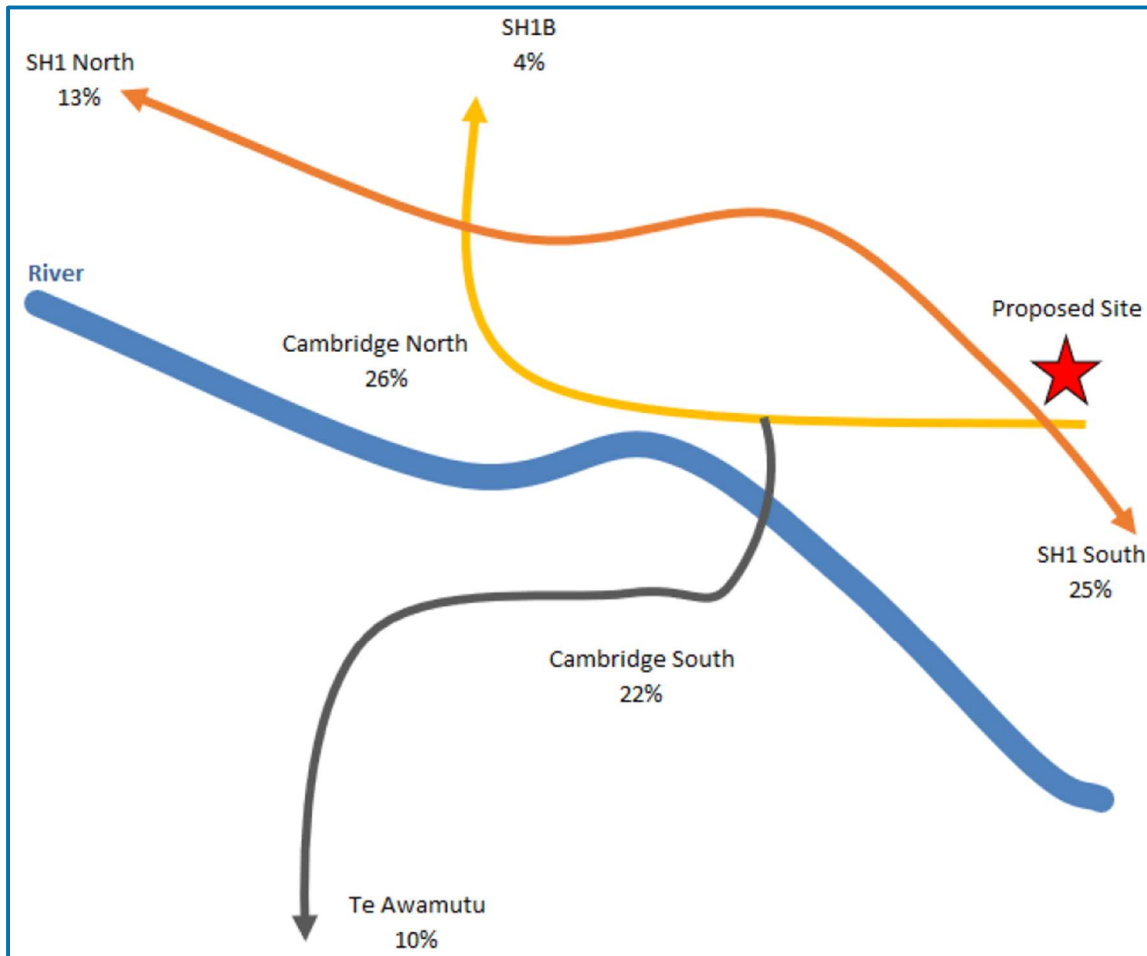 SH1B
4%
SH1 North
13%
River
Proposed Site
Cambridge North
26%
SH1 South
25%
Cambridge South
22%
Te Awamutu
10%